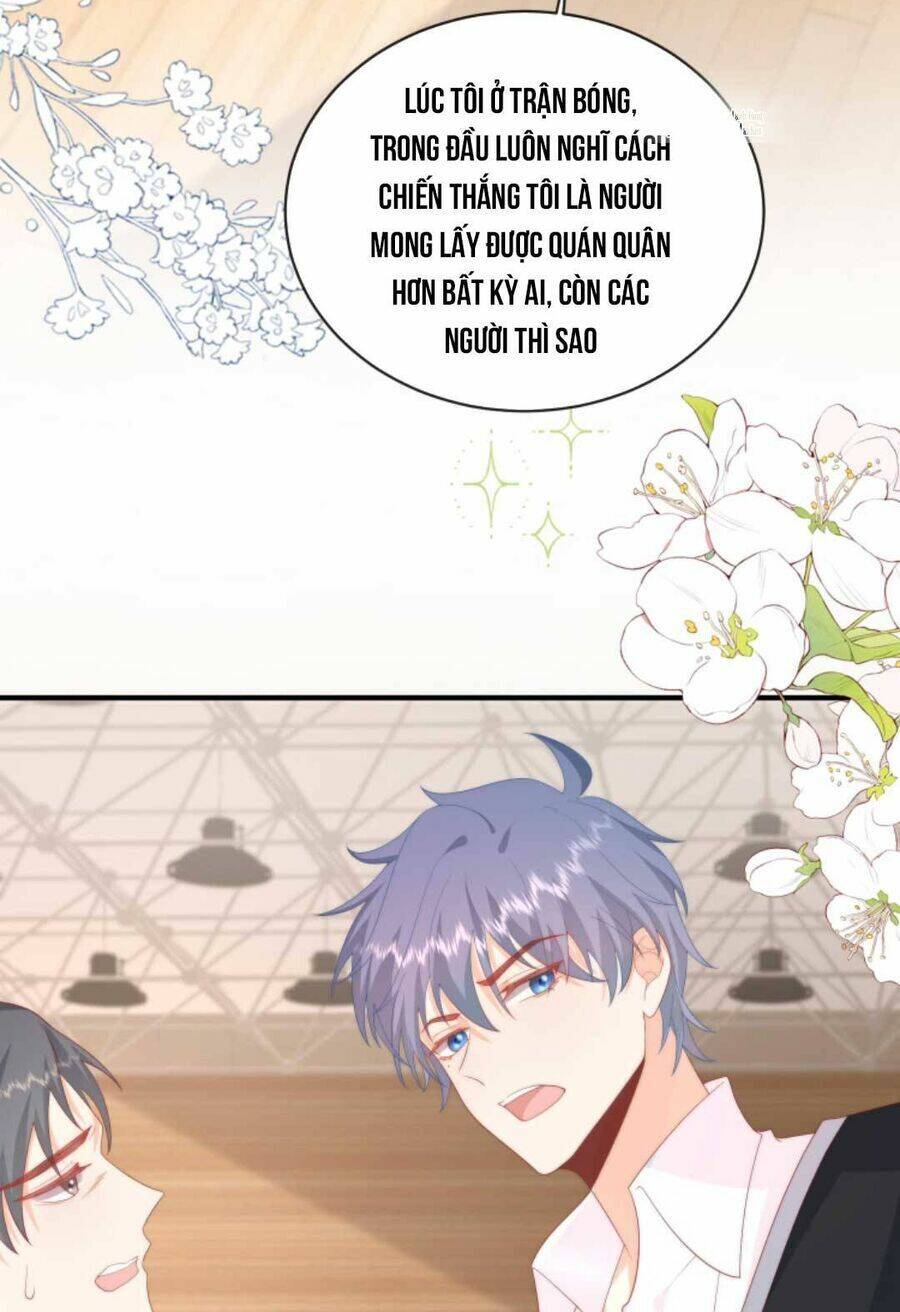 LÚC TÔI Ở TRẬN BÓNG,
TRONG ĐẦU LUÔN NGHĨ CÁCH
CHIẾN THẮNG TÔI LÀ NGƯỜI
MONG LẤY ĐƯỢC QUÁN QUÂN
HƠN BẤT KỲ AI, CÒN CÁC
NGƯỜI THÌ SAO